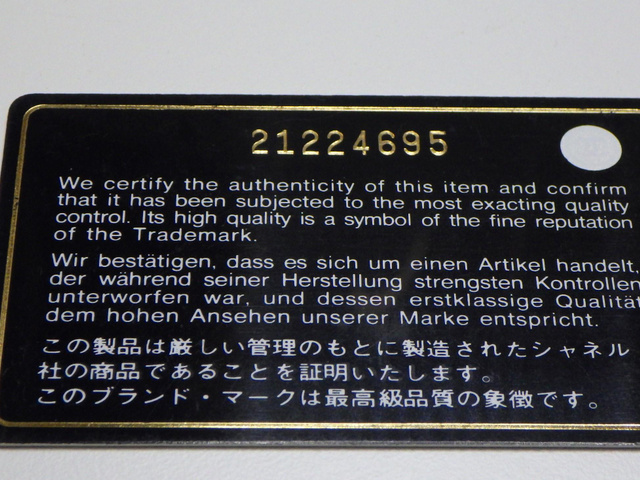 21224695
We certify the authenticity of this item and confirm
that it has been subjected to the most exacting quality
control. Its high quality is a symbol of the fine reputation
of the Trademark.
Wir bestätigen, dass es sich um einen Artikel handelt,
der während seiner Herstellung strengsten Kontrollen
unterworfen war, und dessen erstklassige Qualität
dem hohen Ansehen unserer Marke entspricht.
この製品は厳しい管理のもとに製造されたシャネル
社の商品であることを証明いたします。
このブランド・マークは最高級品質の象徴です。